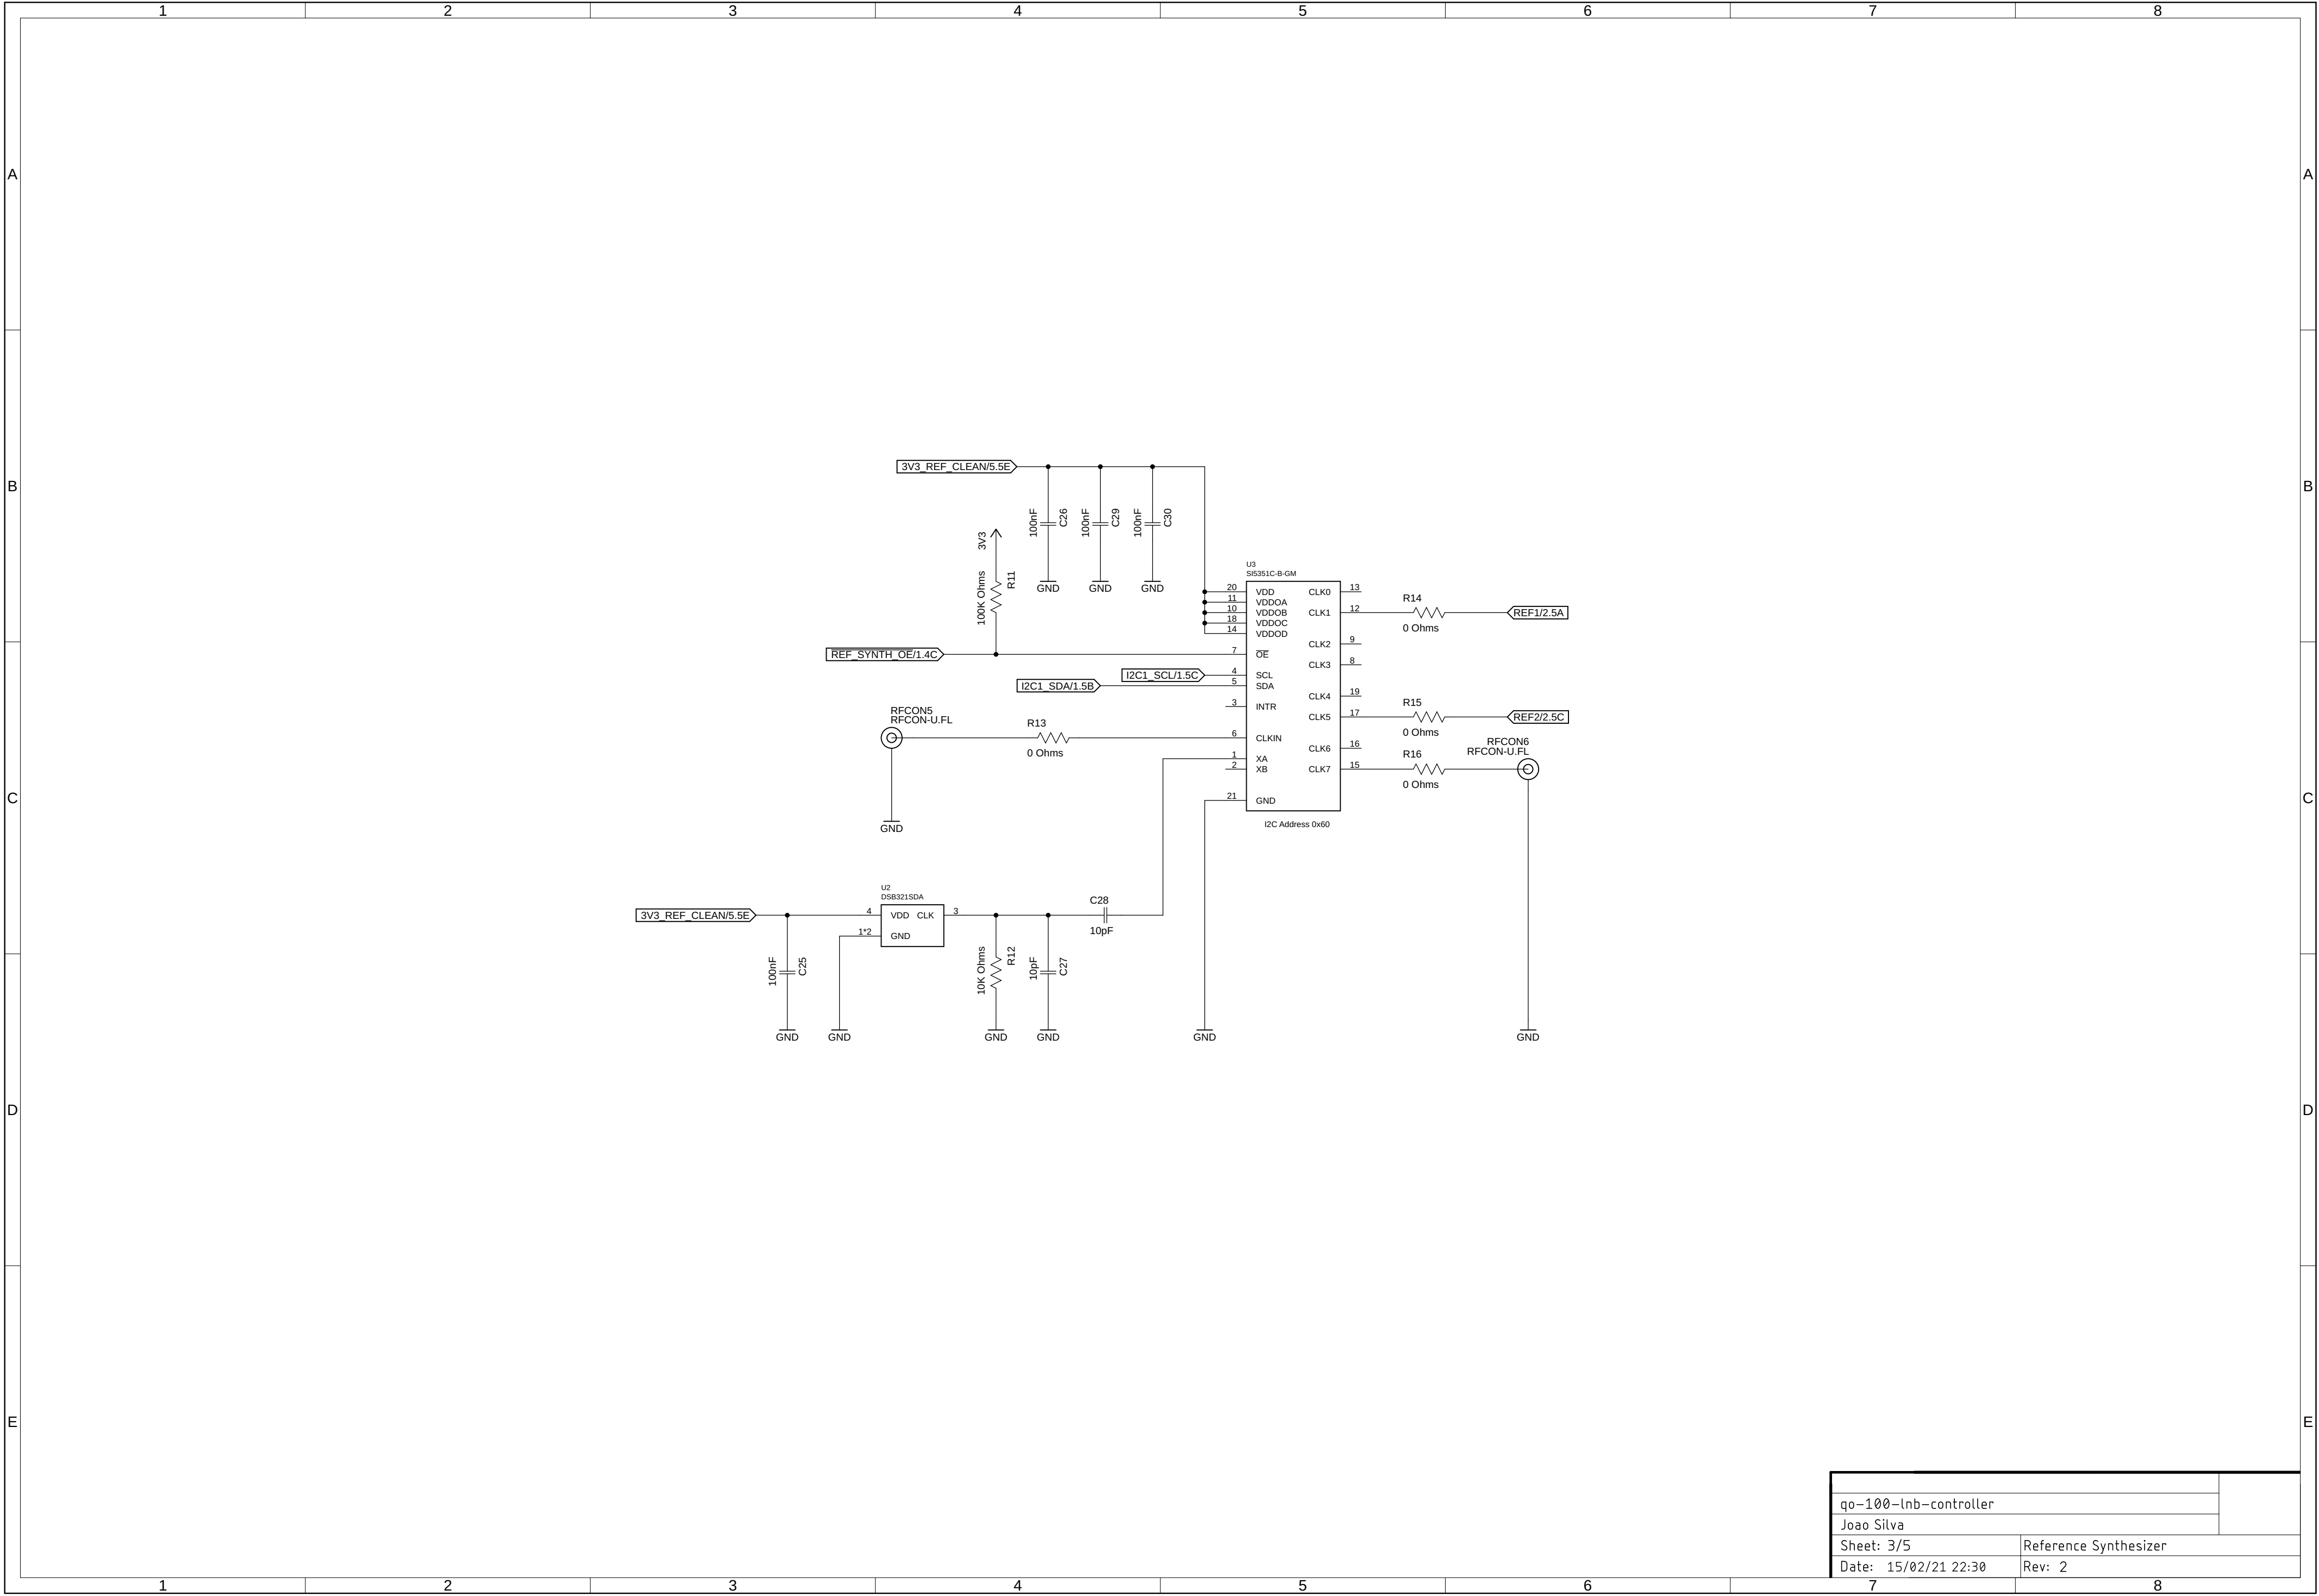 1 2 3 4 5 6 7 8
A A
B B
C C
D D
E E
3V3_REF_CLEAN/5.5E
100nF C26
100nF C29
100nF C30
GND GND GND
3V3
100K Ohms R11
REF_SYNTH_OE/1.4C
I2C1_SCL/1.5C
I2C1_SDA/1.5B
U3
SI5351C-B-GM
20 VDD CLK0 13
11 VDDOA
10 VDDOB CLK1 12
18 VDDOC
14 VDDOD
CLK2 9
7 OE
CLK3 8
4 SCL
5 SDA
CLK4 19
3 INTR
CLK5 17
6 CLKIN
CLK6 16
1 XA
2 XB CLK7 15
21 GND
I2C Address 0x60
R14
0 Ohms
REF1/2.5A
R15
0 Ohms
REF2/2.5C
R16
0 Ohms
RFCON6
RFCON-U.FL
GND
RFCON5
RFCON-U.FL
GND
R13
0 Ohms
3V3_REF_CLEAN/5.5E
100nF C25
GND
U2
DSB321SDA
4 VDD CLK 3
1*2 GND
GND
10K Ohms R12
GND
10pF C27
GND
C28
10pF
GND
qo-100-lnb-controller
Joao Silva
Sheet: 3/5 Reference Synthesizer
Date: 15/02/21 22:30 Rev: 2
1 2 3 4 5 6 7 8